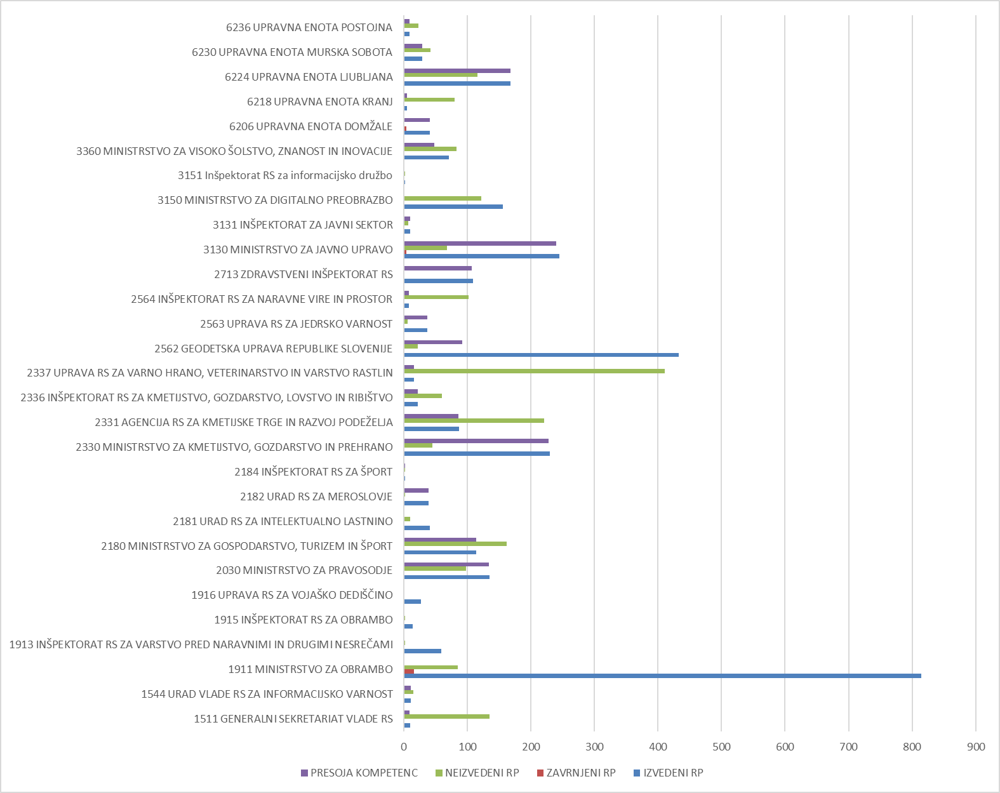 6236 UPRAVNA ENOTA POSTOJNA
6230 UPRAVNA ENOTA MURSKA SOBOTA
6224 UPRAVNA ENOTA LJUBLJANA
6218 UPRAVNA ENOTA KRANJ
6206 UPRAVNA ENOTA DOMŽALE
3360 MINISTRSTVO ZA VISOKO ŠOLSTVO, ZNANOST IN INOVACIJE
3151 Inšpektorat RS za informacijsko družbo
3150 MINISTRSTVO ZA DIGITALNO PREOBRAZBO
3131 INŠPEKTORAT ZA JAVNI SEKTOR
3130 MINISTRSTVO ZA JAVNO UPRAVO
2713 ZDRAVSTVENI INŠPEKTORAT RS
2564 INŠPEKTORAT RS ZA NARAVNE VIRE IN PROSTOR
2563 UPRAVA RS ZA JEDRSKO VARNOST
2562 GEODETSKA UPRAVA REPUBLIKE SLOVENIJE
2337 UPRAVA RS ZA VARNO HRANO, VETERINARSTVO IN VARSTVO RASTLIN
2336 INŠPEKTORAT RS ZA KMETIJSTVO, GOZDARSTVO, LOVSTVO IN RIBIŠTVO
2331 AGENCIJA RS ZA KMETIJSKE TRGE IN RAZVOJ PODEŽELJA
2330 MINISTRSTVO ZA KMETIJSTVO, GOZDARSTVO IN PREHRANO
2184 INŠPEKTORAT RS ZA ŠPORT
2182 URAD RS ZA MEROSLOVJE
2181 URAD RS ZA INTELEKTUALNO LASTNINO
2180 MINISTRSTVO ZA GOSPODARSTVO, TURIZEM IN ŠPORT
2030 MINISTRSTVO ZA PRAVOSODJE
1916 UPRAVA RS ZA VOJAŠKO DEDIŠČINO
1915 INŠPEKTORAT RS ZA OBRAMBO
1913 INŠPEKTORAT RS ZA VARSTVO PRED NARAVNIMI IN DRUGIMI NESREČAMI
1911 MINISTRSTVO ZA OBRAMBO
1544 URAD VLADE RS ZA INFORMACIJSKO VARNOST
1511 GENERALNI SEKRETARIAT VLADE RS
0 100 200 300 400 500 600 700 800 900
PRESOJA KOMPETENC NEIZVEDENI RP ZAVRNJENI RP IZVEDENI RP